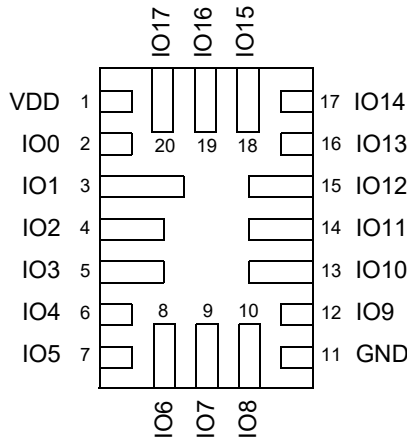 IO17 IO16 IO15
VDD 1 17 IO14
IO0 2 20 19 18 16 IO13
IO1 3 15 IO12
IO2 4 14 IO11
IO3 5 13 IO10
IO4 6 8 9 10 12 IO9
IO5 7 11 GND
IO6 IO7 IO8